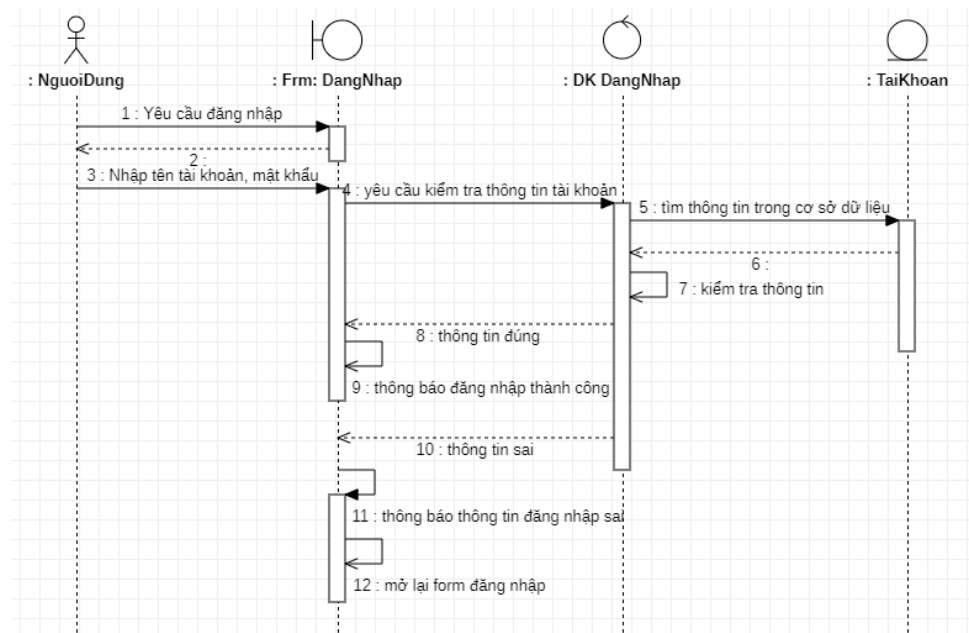 : NguoiDung
: Frm: DangNhap
: DK DangNhap
: TaiKhoan
1 : Yêu cầu đăng nhập
2 :
3 : Nhập tên tài khoản, mật khẩu
4 : yêu cầu kiểm tra thông tin tài khoản
5 : tìm thông tin trong cơ sở dữ liệu
6 :
7 : kiểm tra thông tin
8 : thông tin đúng
9 : thông báo đăng nhập thành công
10 : thông tin sai
11 : thông báo thông tin đăng nhập sai
12 : mở lại form đăng nhập